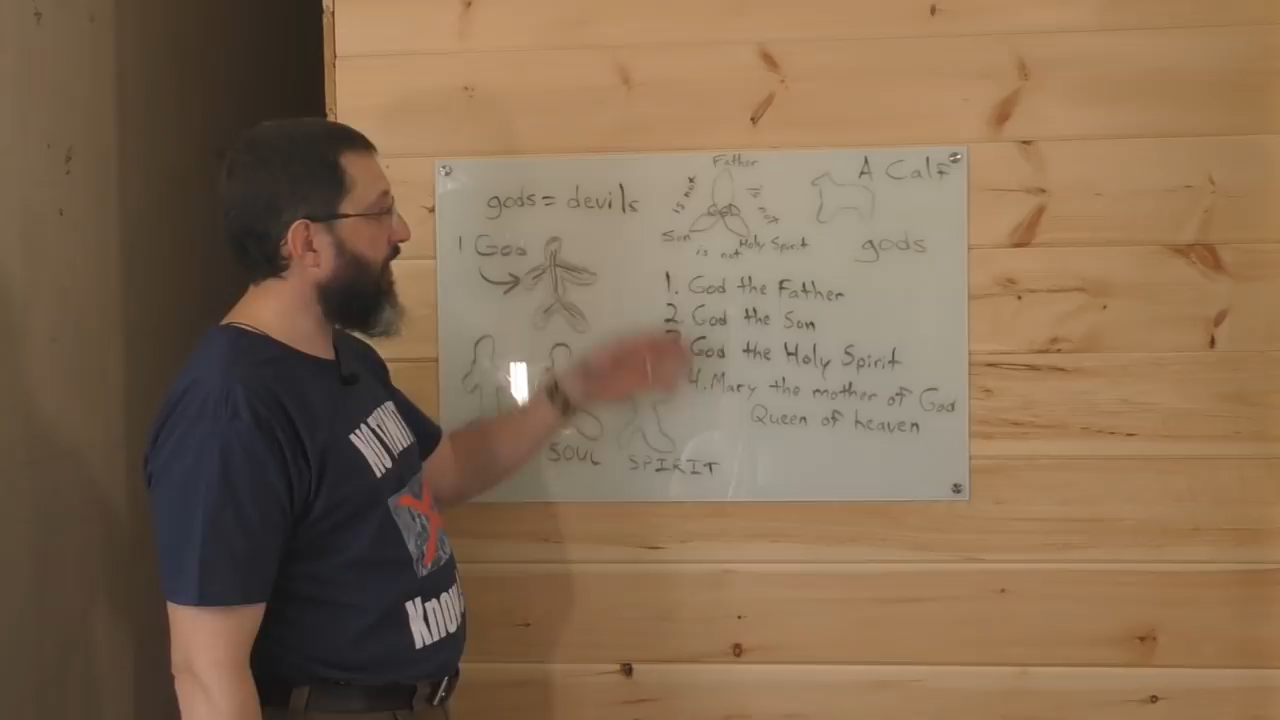 gods = devils
1 God
SOUL
SPIRIT
Father
is not
is not
God
Son
is not
Holy Spirit
A Calf
gods
1. God the Father
2. God the Son
God the Holy Spirit
4. Mary the mother of God
Queen of heaven
NO